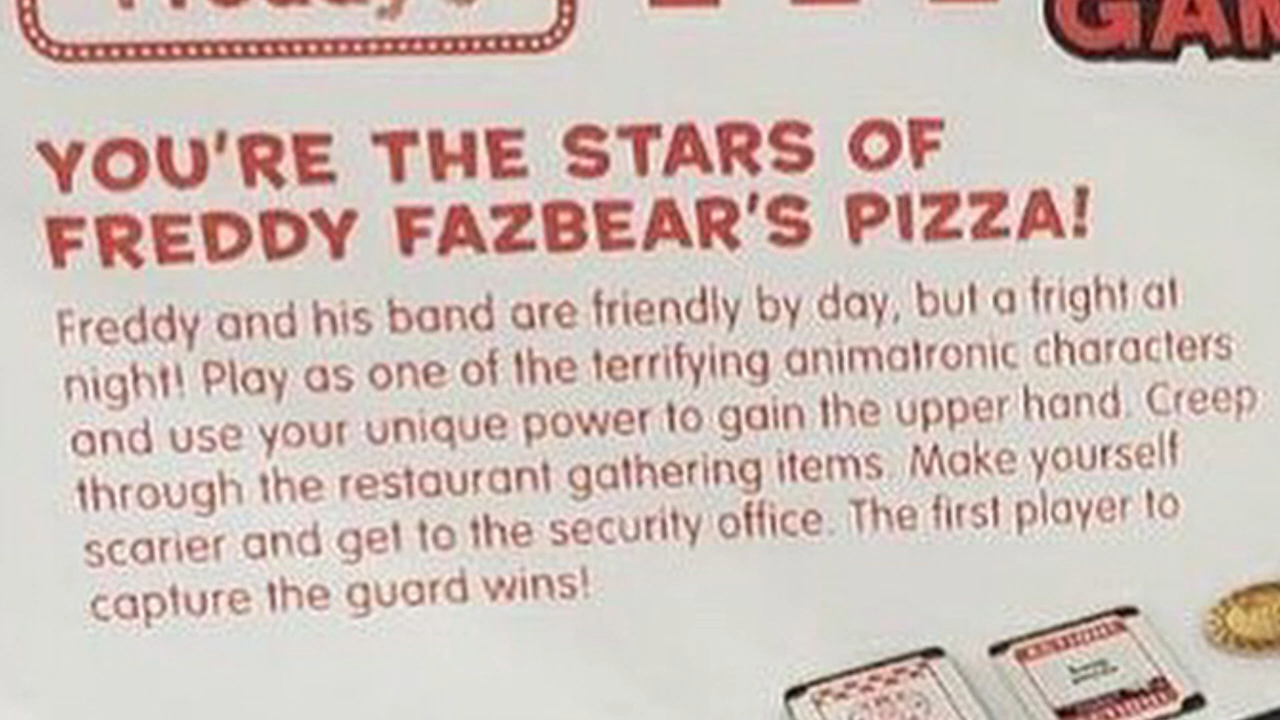 Freddy's
GAM
YOU'RE THE STARS OF
FREDDY FAZBEAR'S PIZZA!
Freddy and his band are friendly by day, but a fright at
night! Play as one of the terrifying animatronic characters
and use your unique power to gain the upper hand. Creep
through the restaurant gathering items. Make yourself
scarier and get to the security office. The first player to
capture the guard wins!